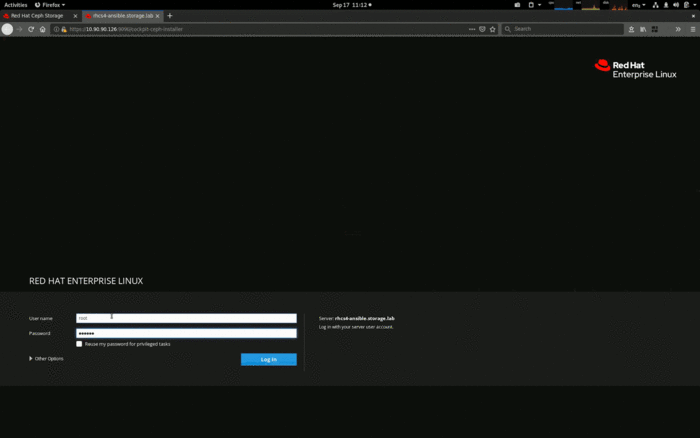 Activities Firefox Sep 17 11:12
Red Hat Ceph Storage rhcs4-ansible.storage.lab
https://10.90.90.126:9090/cockpit-ceph-installer Search
Red Hat
Enterprise Linux
RED HAT ENTERPRISE LINUX
User name root
Server: rhcs4-ansible.storage.lab
Log in with your server user account.
Password
Reuse my password for privileged tasks
Other Options
Log In